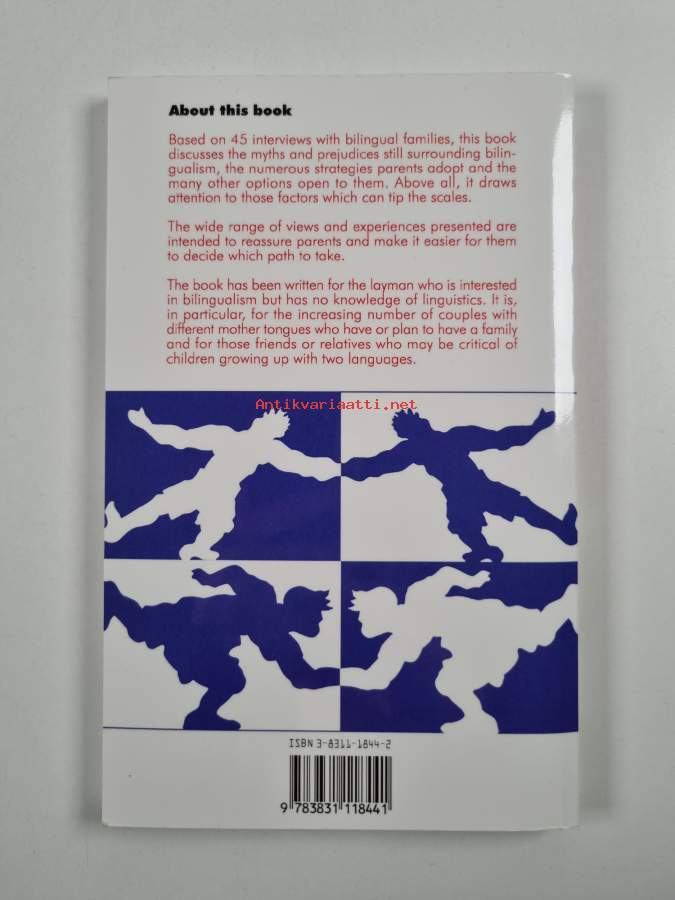 About this book
Based on 45 interviews with bilingual families, this book
discusses the myths and prejudices still surrounding bilin-
gualism, the numerous strategies parents adopt and the
many other options open to them. Above all, it draws
attention to those factors which can tip the scales.
The wide range of views and experiences presented are
intended to reassure parents and make it easier for them
to decide which path to take.
The book has been written for the layman who is interested
in bilingualism but has no knowledge of linguistics. It is,
in particular, for the increasing number of couples with
different mother tongues who have or plan to have a family
and for those friends or relatives who may be critical of
children growing up with two languages.
Antikvariaatti.net
ISBN 3-8311-1844-2
9 783831 118441